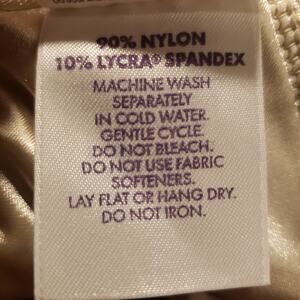 90% NYLON
10% LYCRA® SPANDEX
MACHINE WASH
SEPARATELY
IN COLD WATER.
GENTLE CYCLE.
DO NOT BLEACH.
DO NOT USE FABRIC
SOFTENERS.
LAY FLAT OR HANG DRY.
DO NOT IRON.